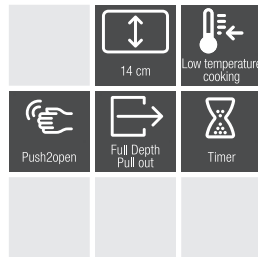 14 cm
Low temperature
cooking
Push2open
Full Depth
Pull out
Timer